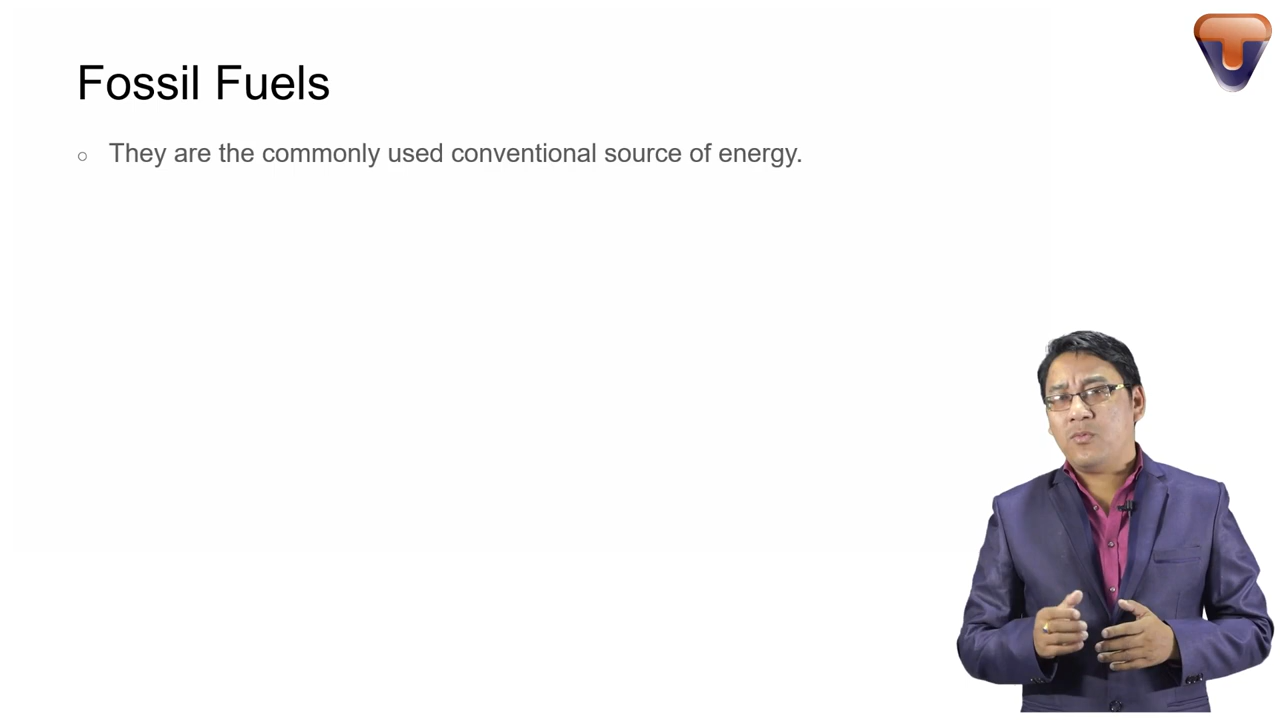 Fossil Fuels
○ They are the commonly used conventional source of energy.
T